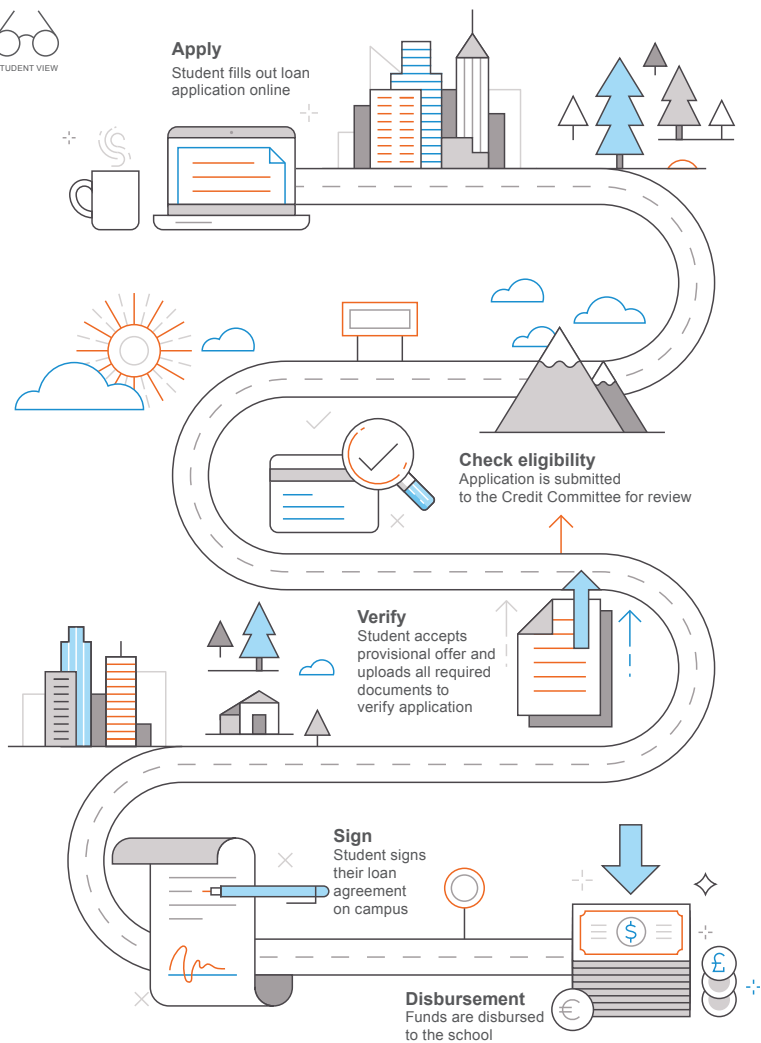 STUDENT VIEW
Apply
Student fills out loan
application online
Check eligibility
Application is submitted
to the Credit Committee for review
Verify
Student accepts
provisional offer and
uploads all required
documents to
verify application
Sign
Student signs
their loan
agreement
on campus
$
£
€
Disbursement
Funds are disbursed
to the school